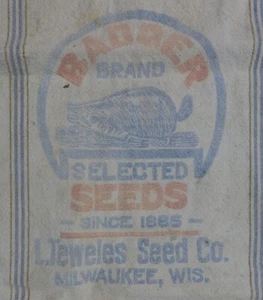 BADGER
BRAND
SELECTED
SEEDS
- SINCE 1865 -
L. Teweles Seed Co.
MILWAUKEE, WIS.